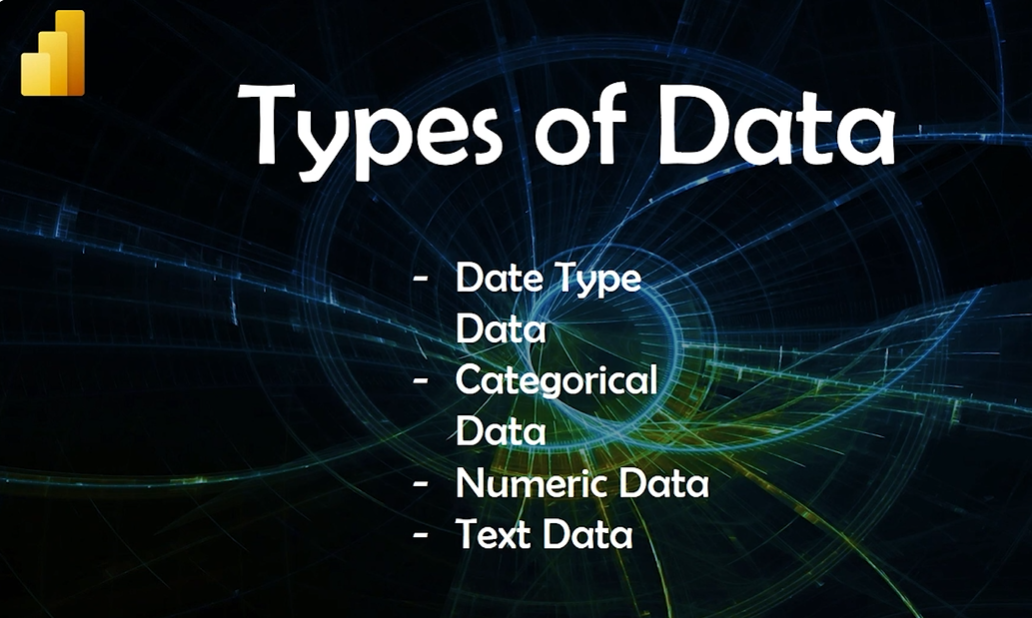 Types of Data
- Date Type
Data
- Categorical
Data
- Numeric Data
- Text Data